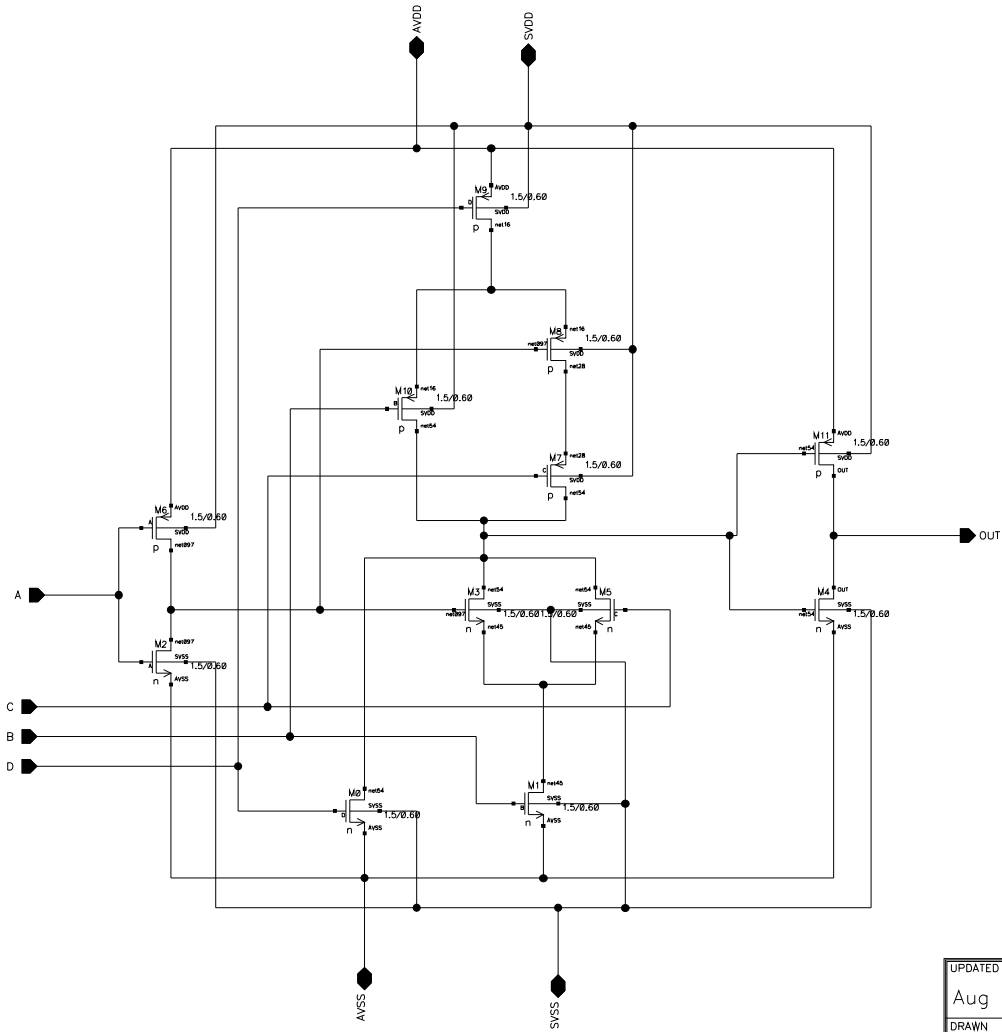 AVDD
SVDD
M9
AVDD
1.5/0.60
D
SVDD
p
net16
M8
net16
1.5/0.60
net097
SVDD
p
net28
M10
net16
1.5/0.60
B
SVDD
p
net54
M7
net28
1.5/0.60
C
SVDD
p
net54
M11
AVDD
1.5/0.60
net54
SVDD
p
OUT
M6
AVDD
1.5/0.60
A
SVDD
p
net097
OUT
A
M3
net54
SVSS
1.5/0.60
net097
n
net45
M5
net54
SVSS
1.5/0.60
C
n
net45
M4
OUT
SVSS
1.5/0.60
net54
n
AVSS
M2
net097
SVSS
1.5/0.60
A
n
AVSS
C
B
D
M0
net54
SVSS
1.5/0.60
D
n
AVSS
M1
net45
SVSS
1.5/0.60
B
n
AVSS
AVSS
SVSS
UPDATED
Aug
DRAWN